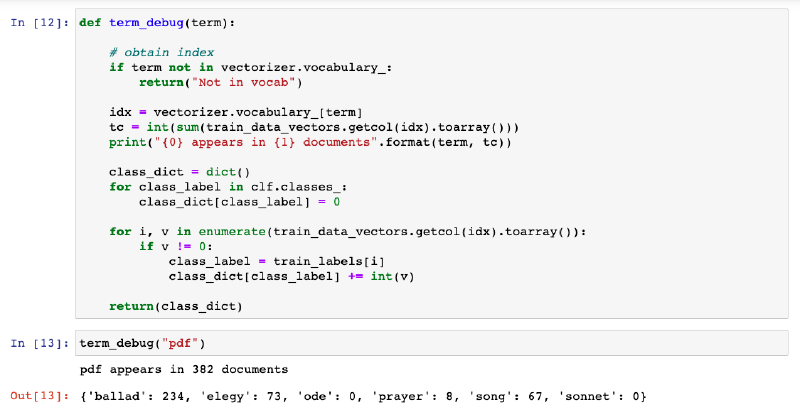 In [12]: def term_debug(term):
# obtain index
if term not in vectorizer.vocabulary_:
return("Not in vocab")
idx = vectorizer.vocabulary_[term]
tc = int(sum(train_data_vectors.getcol(idx).toarray()))
print("{0} appears in {1} documents".format(term, tc))
class_dict = dict()
for class_label in clf.classes_:
class_dict[class_label] = 0
for i, v in enumerate(train_data_vectors.getcol(idx).toarray()):
if v != 0:
class_label = train_labels[i]
class_dict[class_label] += int(v)
return(class_dict)
In [13]: term_debug("pdf")
pdf appears in 382 documents
Out[13]: {'ballad': 234, 'elegy': 73, 'ode': 0, 'prayer': 8, 'song': 67, 'sonnet': 0}